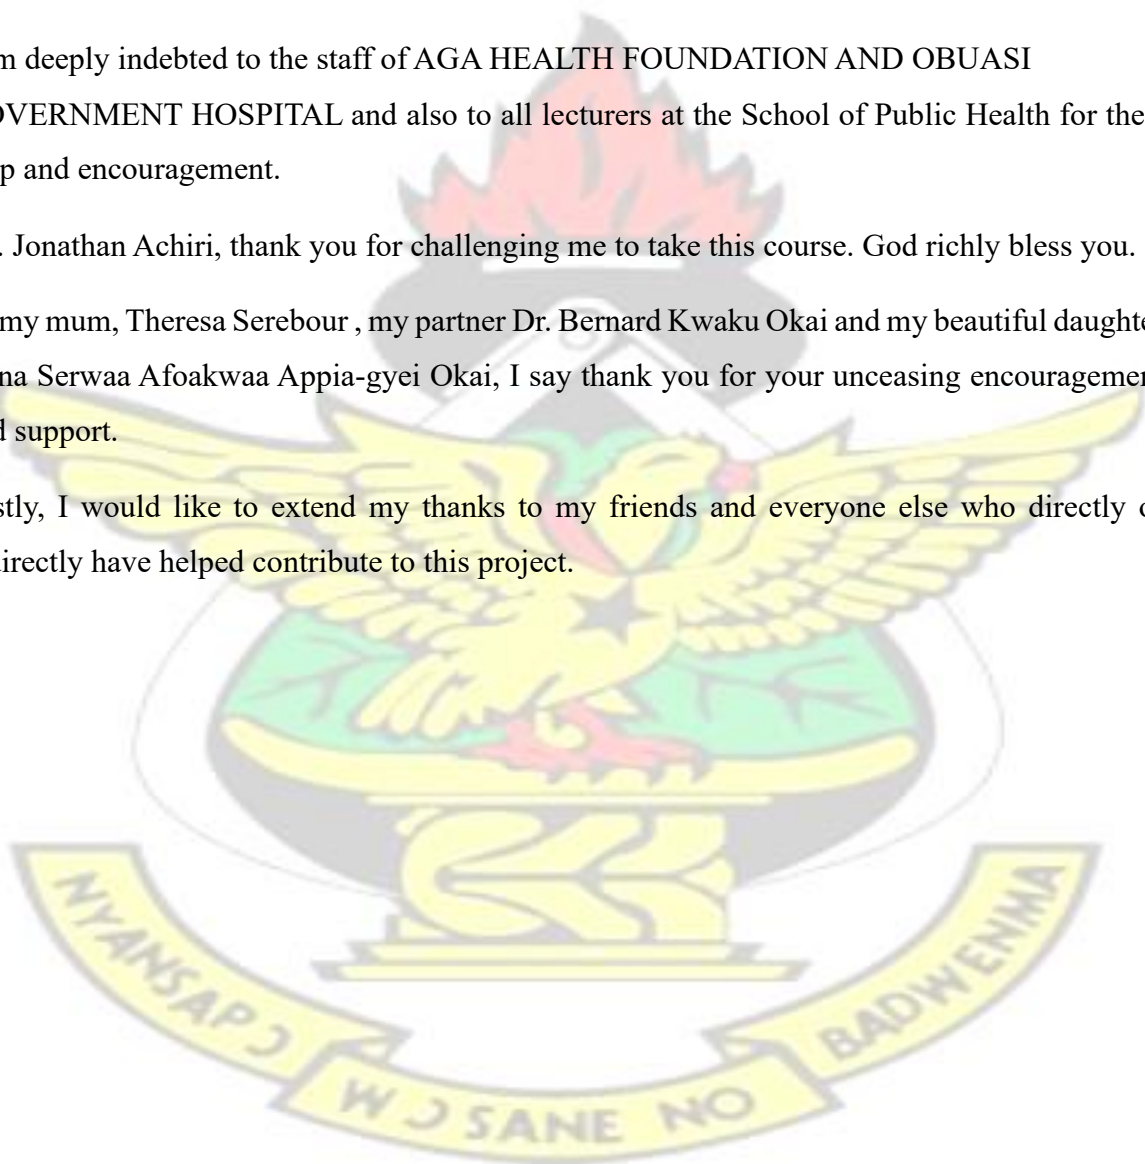 m deeply indebted to the staff of AGA HEALTH FOUNDATION AND OBUASI
OVERNMENT HOSPITAL and also to all lecturers at the School of Public Health for the
p and encouragement.
. Jonathan Achiri, thank you for challenging me to take this course. God richly bless you.
my mum, Theresa Serebour , my partner Dr. Bernard Kwaku Okai and my beautiful daughte
na Serwaa Afoakwaa Appia-gyei Okai, I say thank you for your unceasing encouragemen
d support.
stly, I would like to extend my thanks to my friends and everyone else who directly o
directly have helped contribute to this project.
NYANSAPƆ
WƆSANE NO
BADWENMA